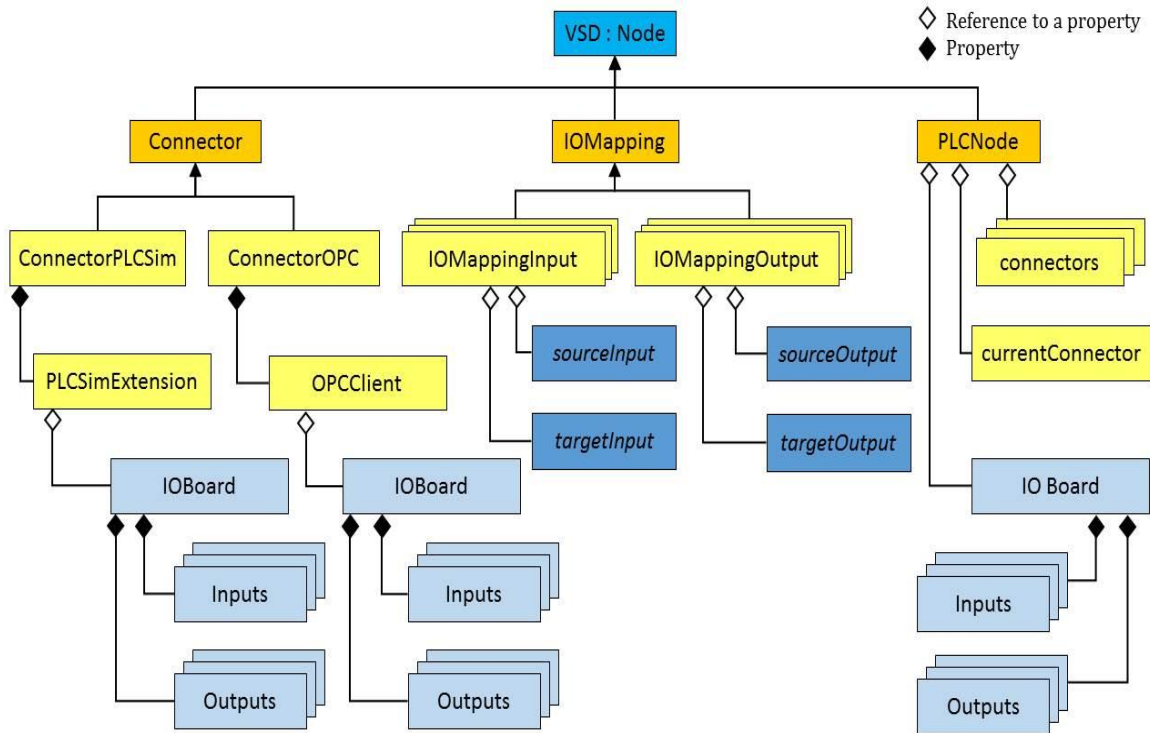 VSD : Node
Reference to a property
Property
Connector
IOMapping
PLCNode
ConnectorPLCSim
ConnectorOPC
IOMappingInput
IOMappingOutput
connectors
sourceInput
sourceOutput
currentConnector
PLCSimExtension
OPCClient
targetInput
targetOutput
IOBoard
IOBoard
IO Board
Inputs
Inputs
Inputs
Outputs
Outputs
Outputs